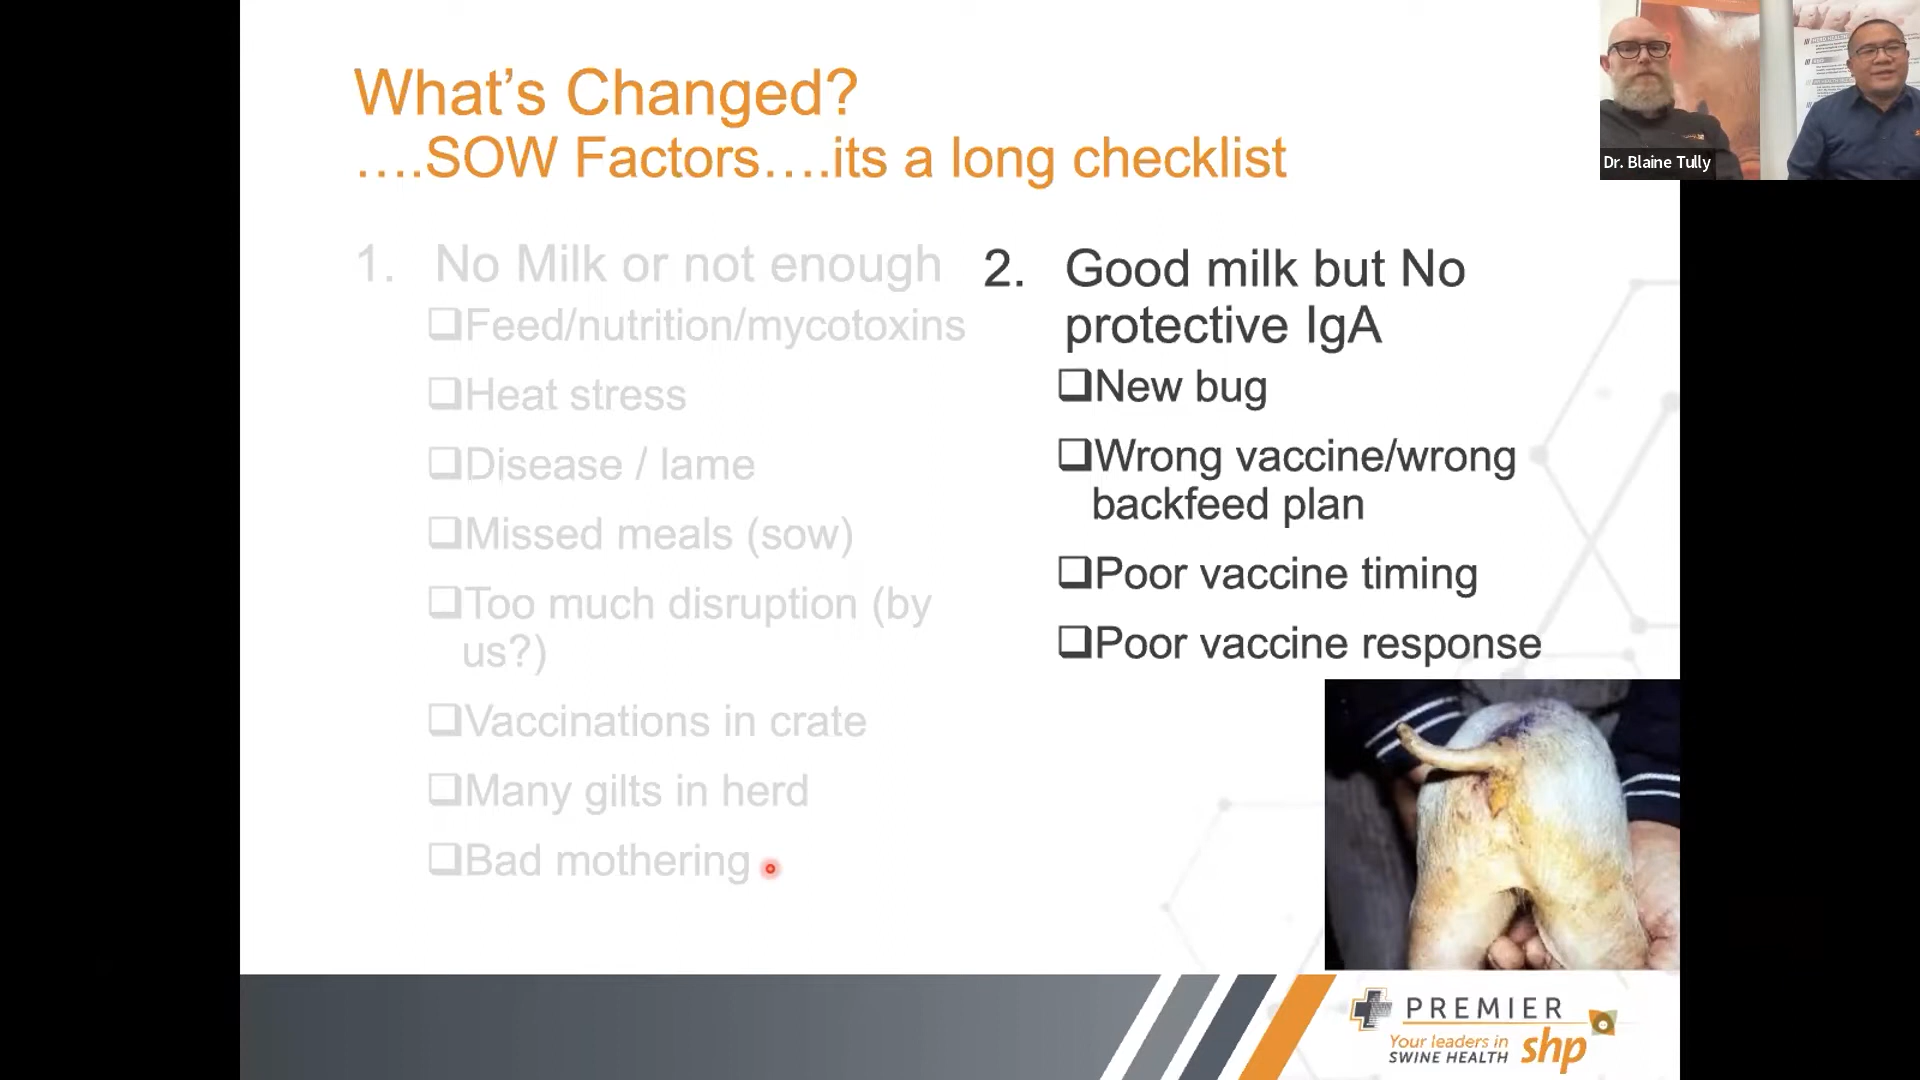 What's Changed?
....SOW Factors....its a long checklist
1. No Milk or not enough
❑Feed/nutrition/mycotoxins
❑Heat stress
❑Disease / lame
❑Missed meals (sow)
❑Too much disruption (by
us?)
❑Vaccinations in crate
❑Many gilts in herd
❑Bad mothering
2. Good milk but No
protective IgA
❑New bug
❑Wrong vaccine/wrong
backfeed plan
❑Poor vaccine timing
❑Poor vaccine response
Dr. Blaine Tully
PREMIER
Your leaders in
SWINE HEALTH
shp